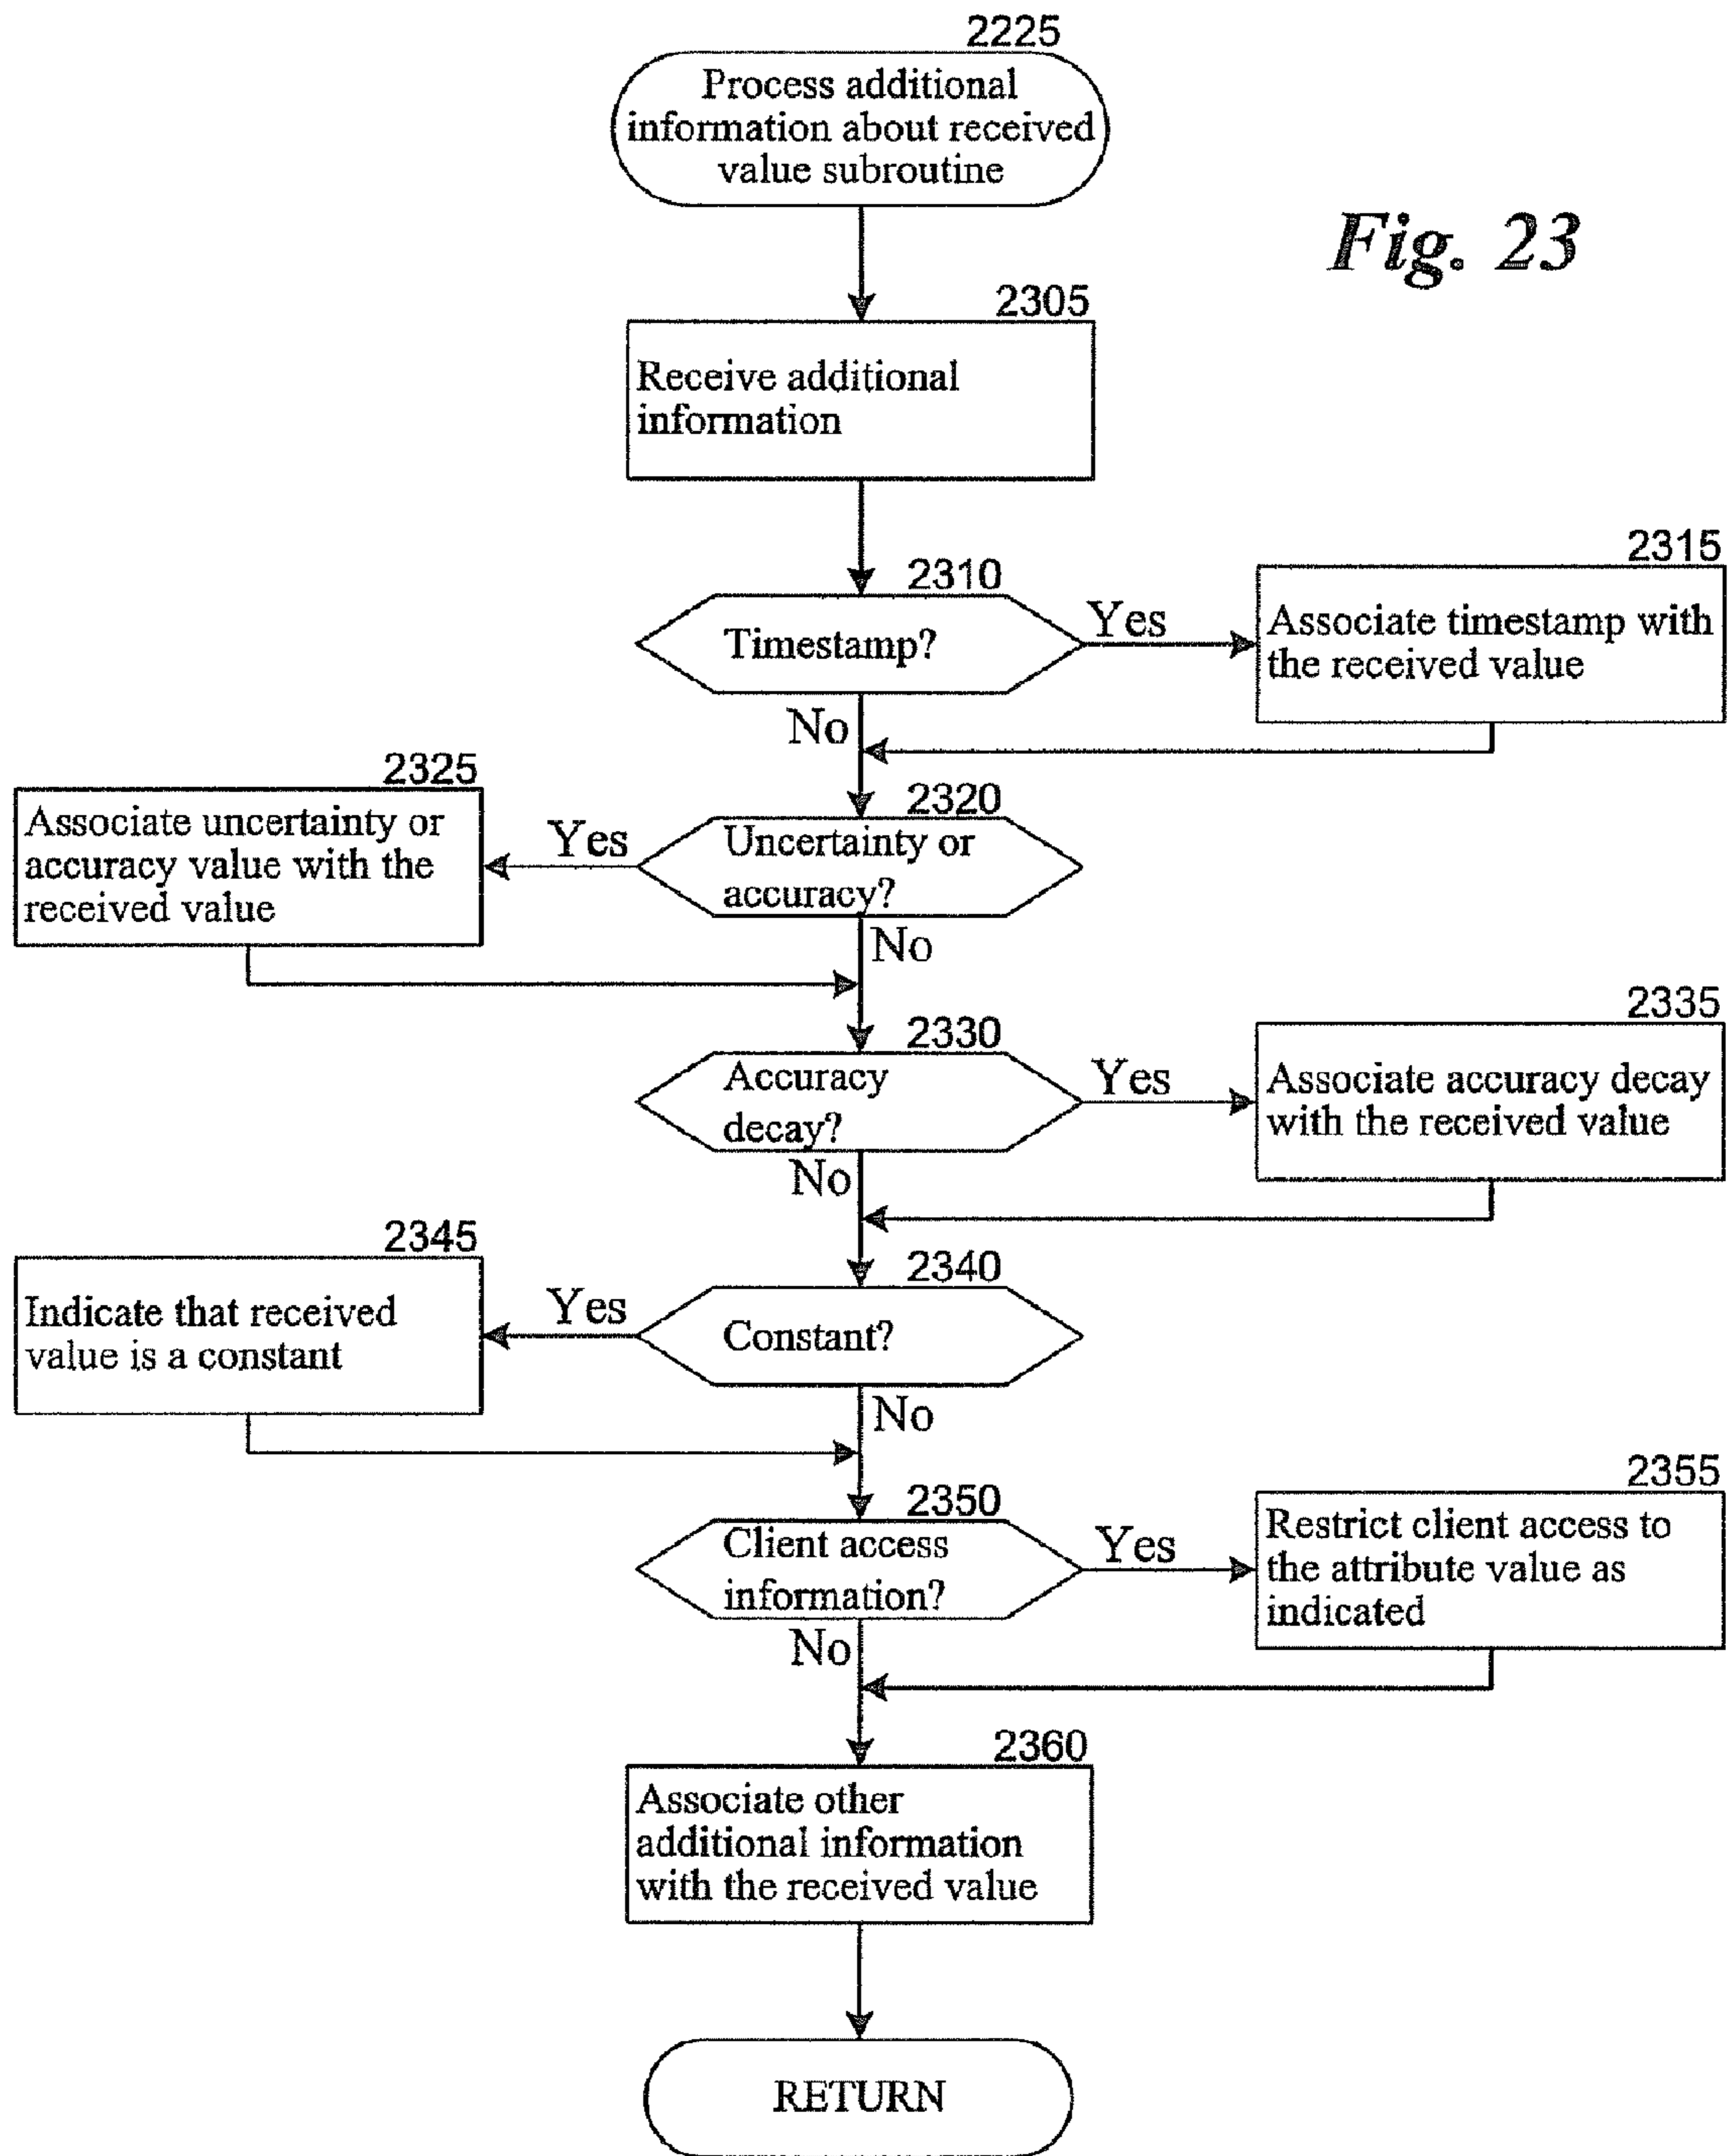 2225
Process additional
information about received
value subroutine
Fig. 23
2305
Receive additional
information
2310
Timestamp?
Yes
2315
Associate timestamp with
the received value
No
2325
Associate uncertainty or
accuracy value with the
received value
Yes
2320
Uncertainty or
accuracy?
No
2330
Accuracy
decay?
Yes
2335
Associate accuracy decay
with the received value
No
2345
Indicate that received
value is a constant
Yes
2340
Constant?
No
2350
Client access
information?
Yes
2355
Restrict client access to
the attribute value as
indicated
No
2360
Associate other
additional information
with the received value
RETURN